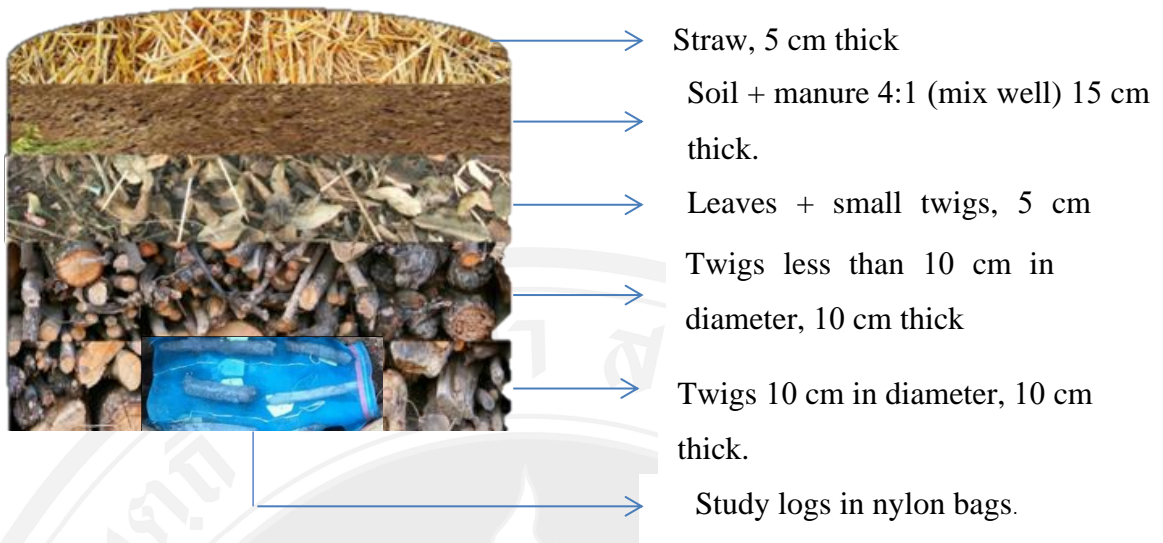 Straw, 5 cm thick
Soil + manure 4:1 (mix well) 15 cm
thick.
Leaves + small twigs, 5 cm
Twigs less than 10 cm in
diameter, 10 cm thick
Twigs 10 cm in diameter, 10 cm
thick.
Study logs in nylon bags.